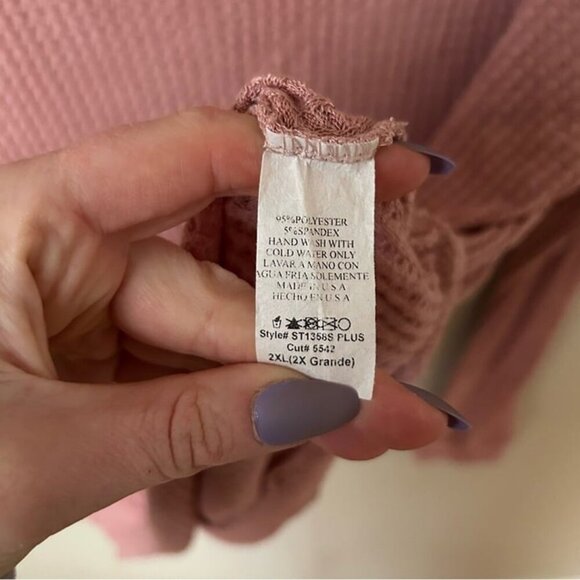 95%POLYESTER
5%SPANDEX
HAND WASH WITH
COLD WATER ONLY
LAVAR A MANO CON
AGUA FRIA SOLEMENTE
MADE IN U.S.A
HECHO EN U.S.A
Style# ST1358S PLUS
Cut# 5542
2XL(2X Grande)